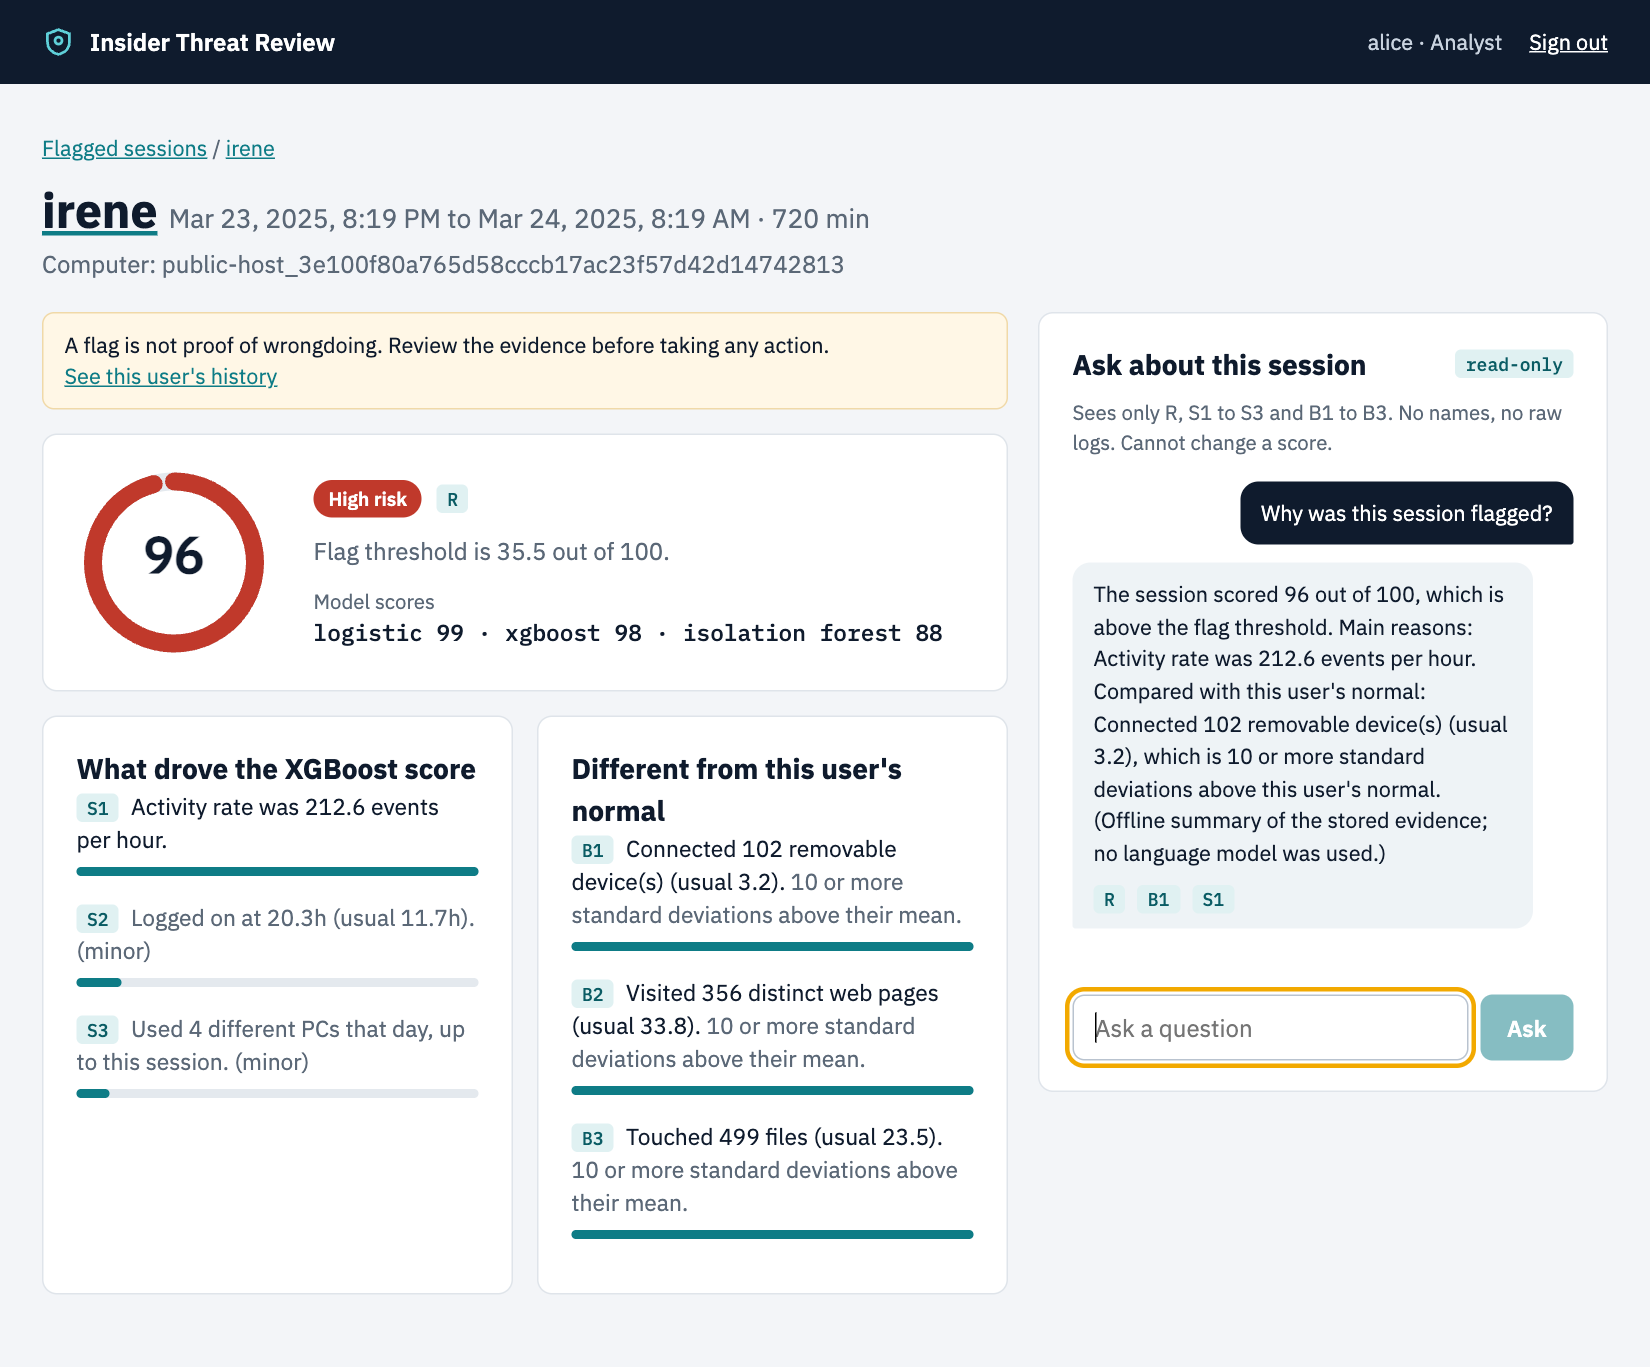 Insider Threat Review
alice · Analyst
Sign out
Flagged sessions / irene
irene Mar 23, 2025, 8:19 PM to Mar 24, 2025, 8:19 AM · 720 min
Computer: public-host_3e100f80a765d58cccb17ac23f57d42d14742813
A flag is not proof of wrongdoing. Review the evidence before taking any action.
See this user's history
96
High risk R
Flag threshold is 35.5 out of 100.
Model scores
logistic 99 · xgboost 98 · isolation forest 88
What drove the XGBoost score
S1 Activity rate was 212.6 events
per hour.
S2 Logged on at 20.3h (usual 11.7h).
(minor)
S3 Used 4 different PCs that day, up
to this session. (minor)
Different from this user's
normal
B1 Connected 102 removable
device(s) (usual 3.2). 10 or more
standard deviations above their mean.
B2 Visited 356 distinct web pages
(usual 33.8). 10 or more standard
deviations above their mean.
B3 Touched 499 files (usual 23.5).
10 or more standard deviations above
their mean.
Ask about this session
read-only
Sees only R, S1 to S3 and B1 to B3. No names, no raw
logs. Cannot change a score.
Why was this session flagged?
The session scored 96 out of 100, which is
above the flag threshold. Main reasons:
Activity rate was 212.6 events per hour.
Compared with this user's normal:
Connected 102 removable device(s) (usual
3.2), which is 10 or more standard
deviations above this user's normal.
(Offline summary of the stored evidence;
no language model was used.)
R B1 S1
Ask a question
Ask